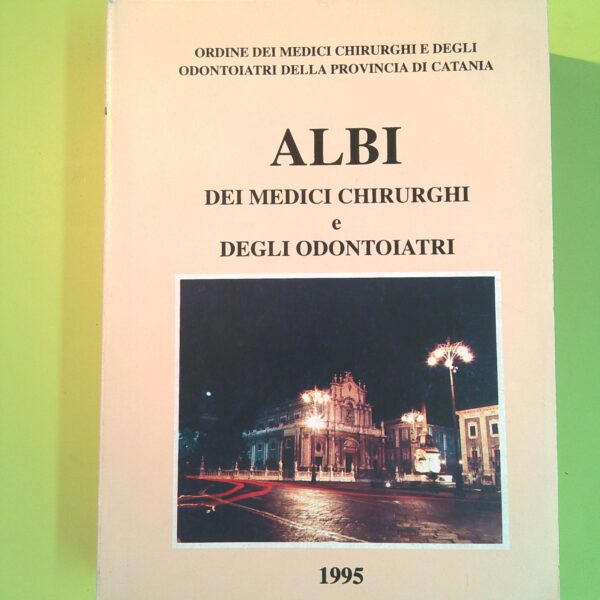 ORDINE DEI MEDICI CHIRURGHI E DEGLI
ODONTOIATRI DELLA PROVINCIA DI CATANIA
ALBI
DEI MEDICI CHIRURGHI
e
DEGLI ODONTOIATRI
1995